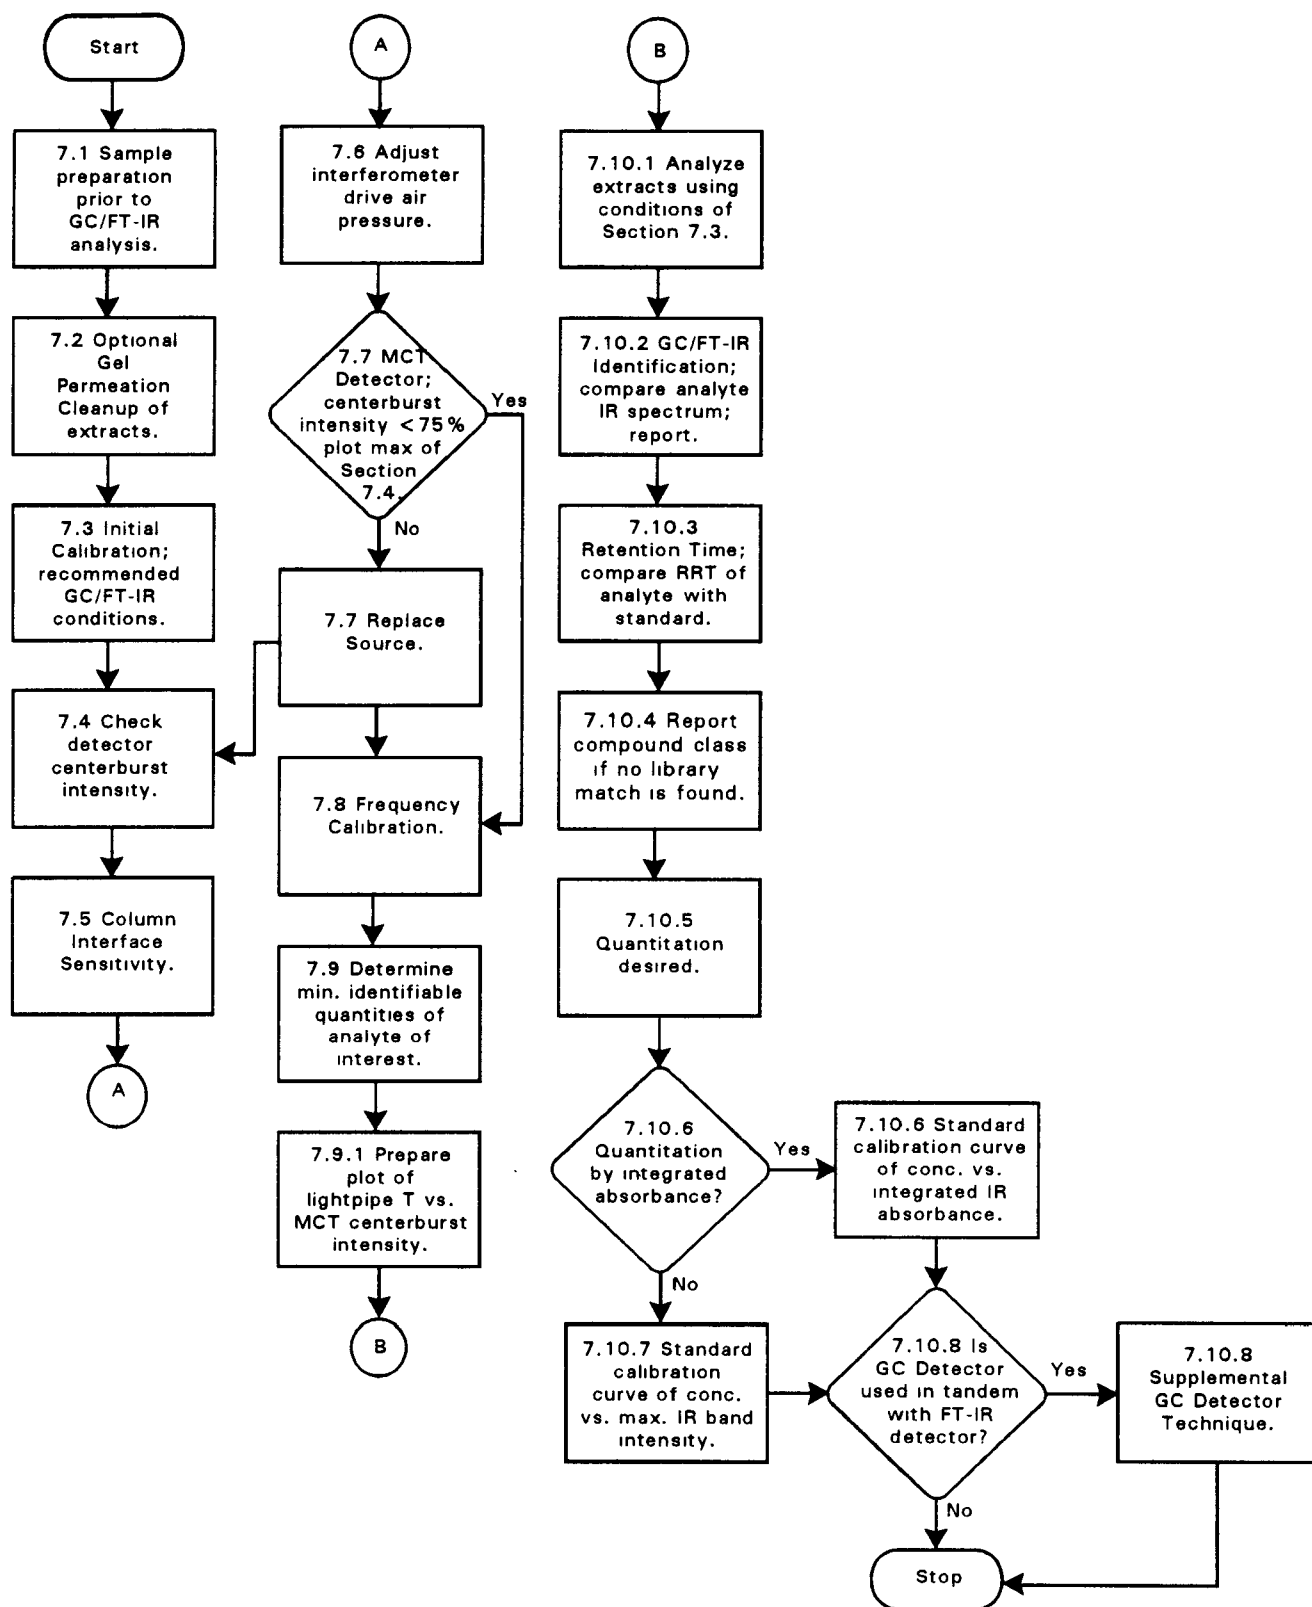 Start
7.1 Sample
preparation
prior to
GC/FT-IR
analysis.
7.2 Optional
Gel
Permeation
Cleanup of
extracts.
7.3 Initial
Calibration;
recommended
GC/FT-IR
conditions.
7.4 Check
detector
centerburst
intensity.
7.5 Column
Interface
Sensitivity.
A
A
7.6 Adjust
interferometer
drive air
pressure.
7.7 MCT
Detector;
centerburst
intensity <75%
plot max of
Section
7.4.
Yes
No
7.7 Replace
Source.
7.8 Frequency
Calibration.
7.9 Determine
min. identifiable
quantities of
analyte of
interest.
7.9.1 Prepare
plot of
lightpipe T vs.
MCT centerburst
intensity.
B
B
7.10.1 Analyze
extracts using
conditions of
Section 7.3.
7.10.2 GC/FT-IR
Identification;
compare analyte
IR spectrum;
report.
7.10.3
Retention Time;
compare RRT of
analyte with
standard.
7.10.4 Report
compound class
if no library
match is found.
7.10.5
Quantitation
desired.
7.10.6
Quantitation
by integrated
absorbance?
Yes
No
7.10.6 Standard
calibration curve
of conc. vs.
integrated IR
absorbance.
7.10.7 Standard
calibration
curve of conc.
vs. max. IR band
intensity.
7.10.8 Is
GC Detector
used in tandem
with FT-IR
detector?
Yes
No
7.10.8
Supplemental
GC Detector
Technique.
Stop